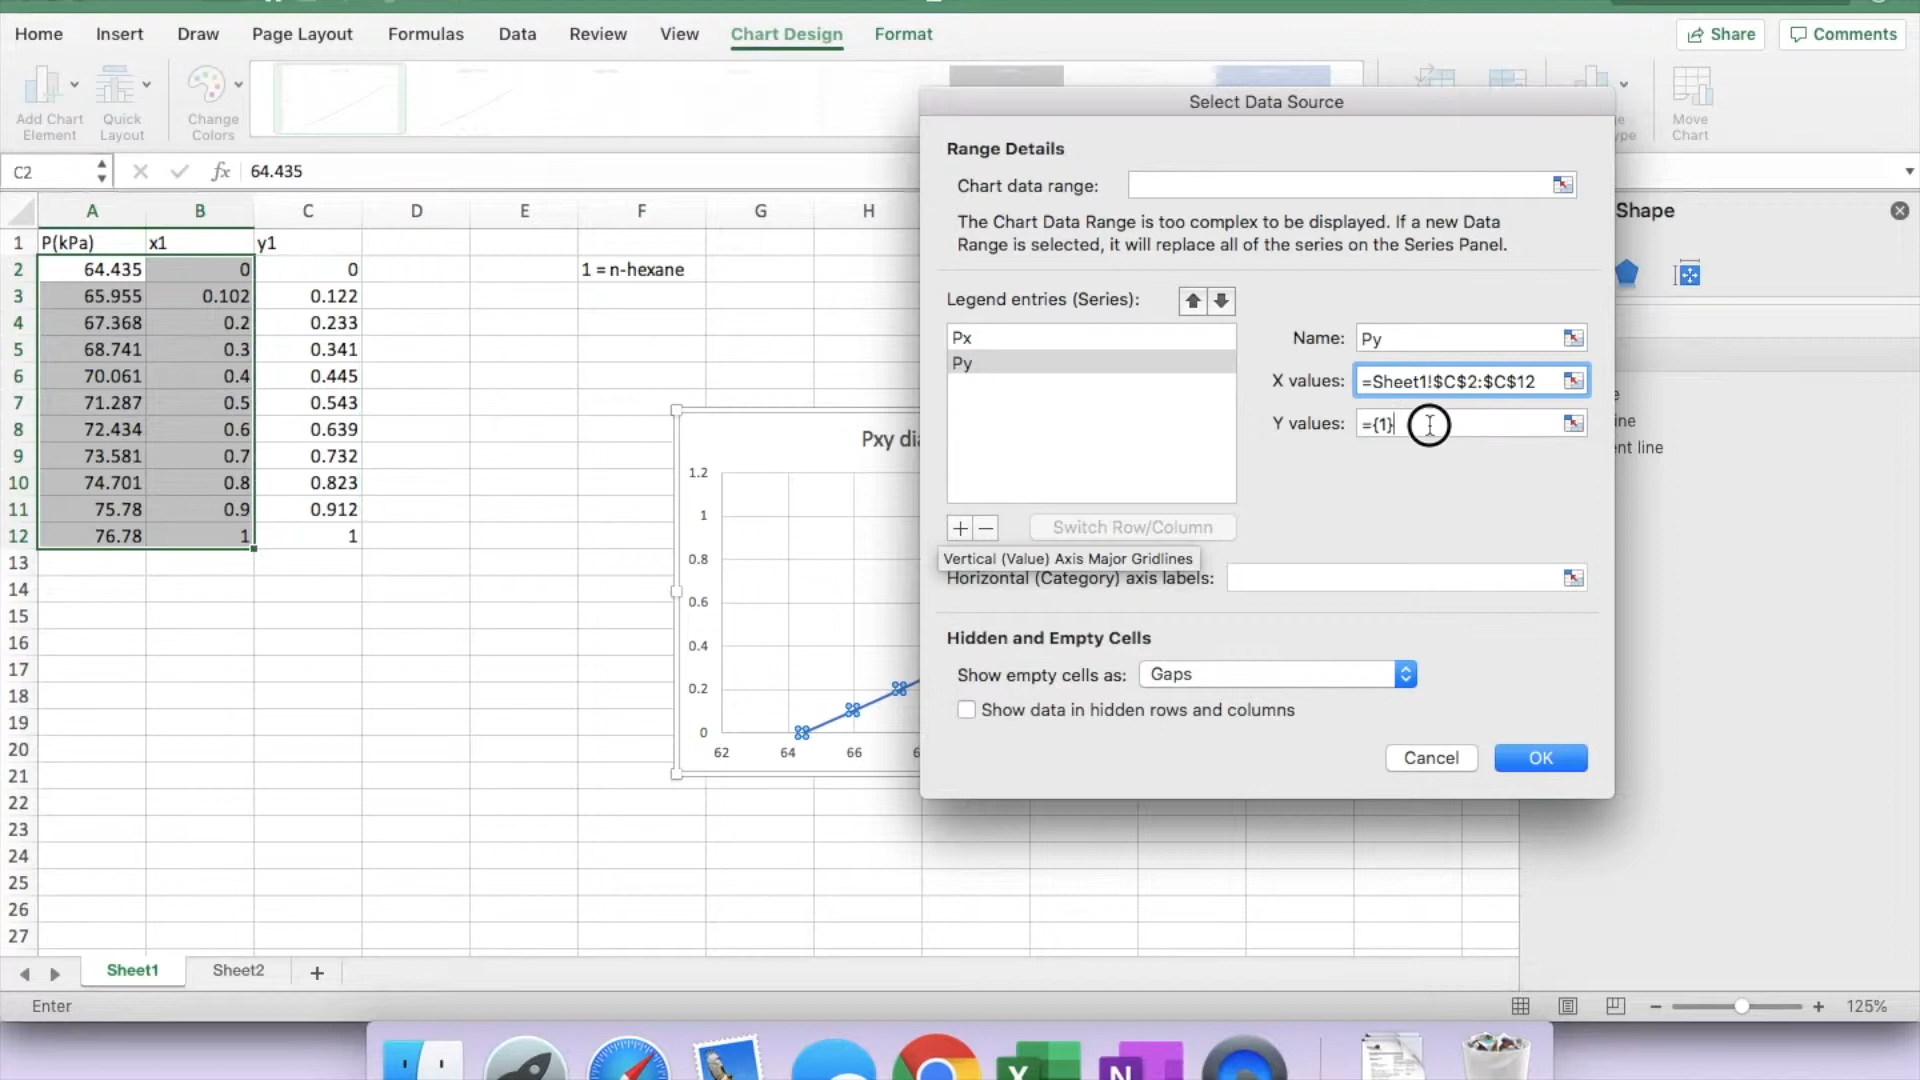 Home Insert Draw Page Layout Formulas Data Review View Chart Design Format Share Comments
Add Chart Element
Quick Layout
Change Colors
Move Chart
C2 fx 64.435
Select Data Source
Range Details
Chart data range:
The Chart Data Range is too complex to be displayed. If a new Data
Range is selected, it will replace all of the series on the Series Panel.
Legend entries (Series):
Px
Py
Name: Py
X values: =Sheet1!$C$2:$C$12
Y values: ={1}
+ − Switch Row/Column
Vertical (Value) Axis Major Gridlines
Horizontal (Category) axis labels:
Hidden and Empty Cells
Show empty cells as: Gaps
Show data in hidden rows and columns
Cancel OK
Shape
ine
nt line
A B C D E F G H
1 P(kPa) x1 y1
2 64.435 0 0 1 = n-hexane
3 65.955 0.102 0.122
4 67.368 0.2 0.233
5 68.741 0.3 0.341
6 70.061 0.4 0.445
7 71.287 0.5 0.543
8 72.434 0.6 0.639
9 73.581 0.7 0.732
10 74.701 0.8 0.823
11 75.78 0.9 0.912
12 76.78 1 1
13
14
15
16
17
18
19
20
21
22
23
24
25
26
27
Pxy dia
1.2
1
0.8
0.6
0.4
0.2
0
62 64 66 6
Sheet1 Sheet2 +
Enter 125%